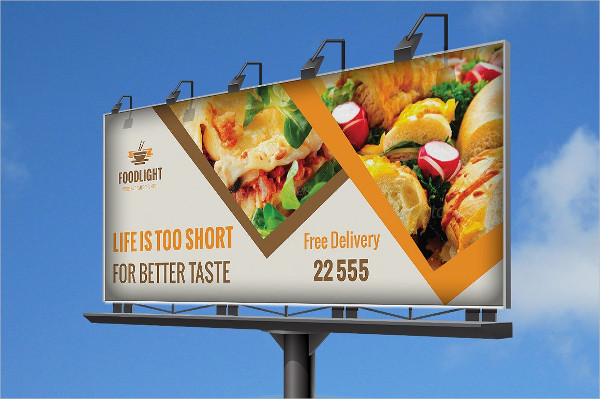 FOODLIGHT
LIFE IS TOO SHORT
FOR BETTER TASTE
Free Delivery
22 555